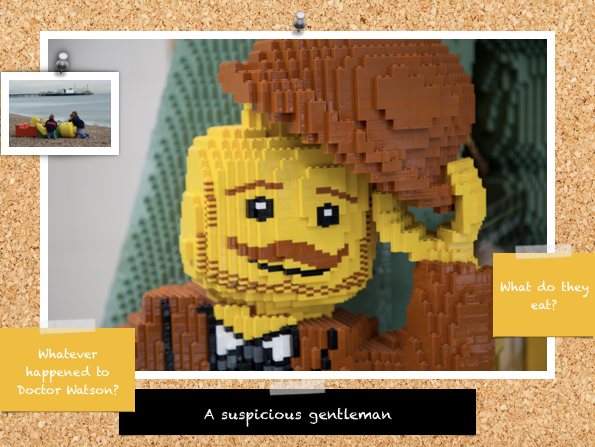 What do they
eat?
Whatever
happened to
Doctor Watson?
A suspicious gentleman